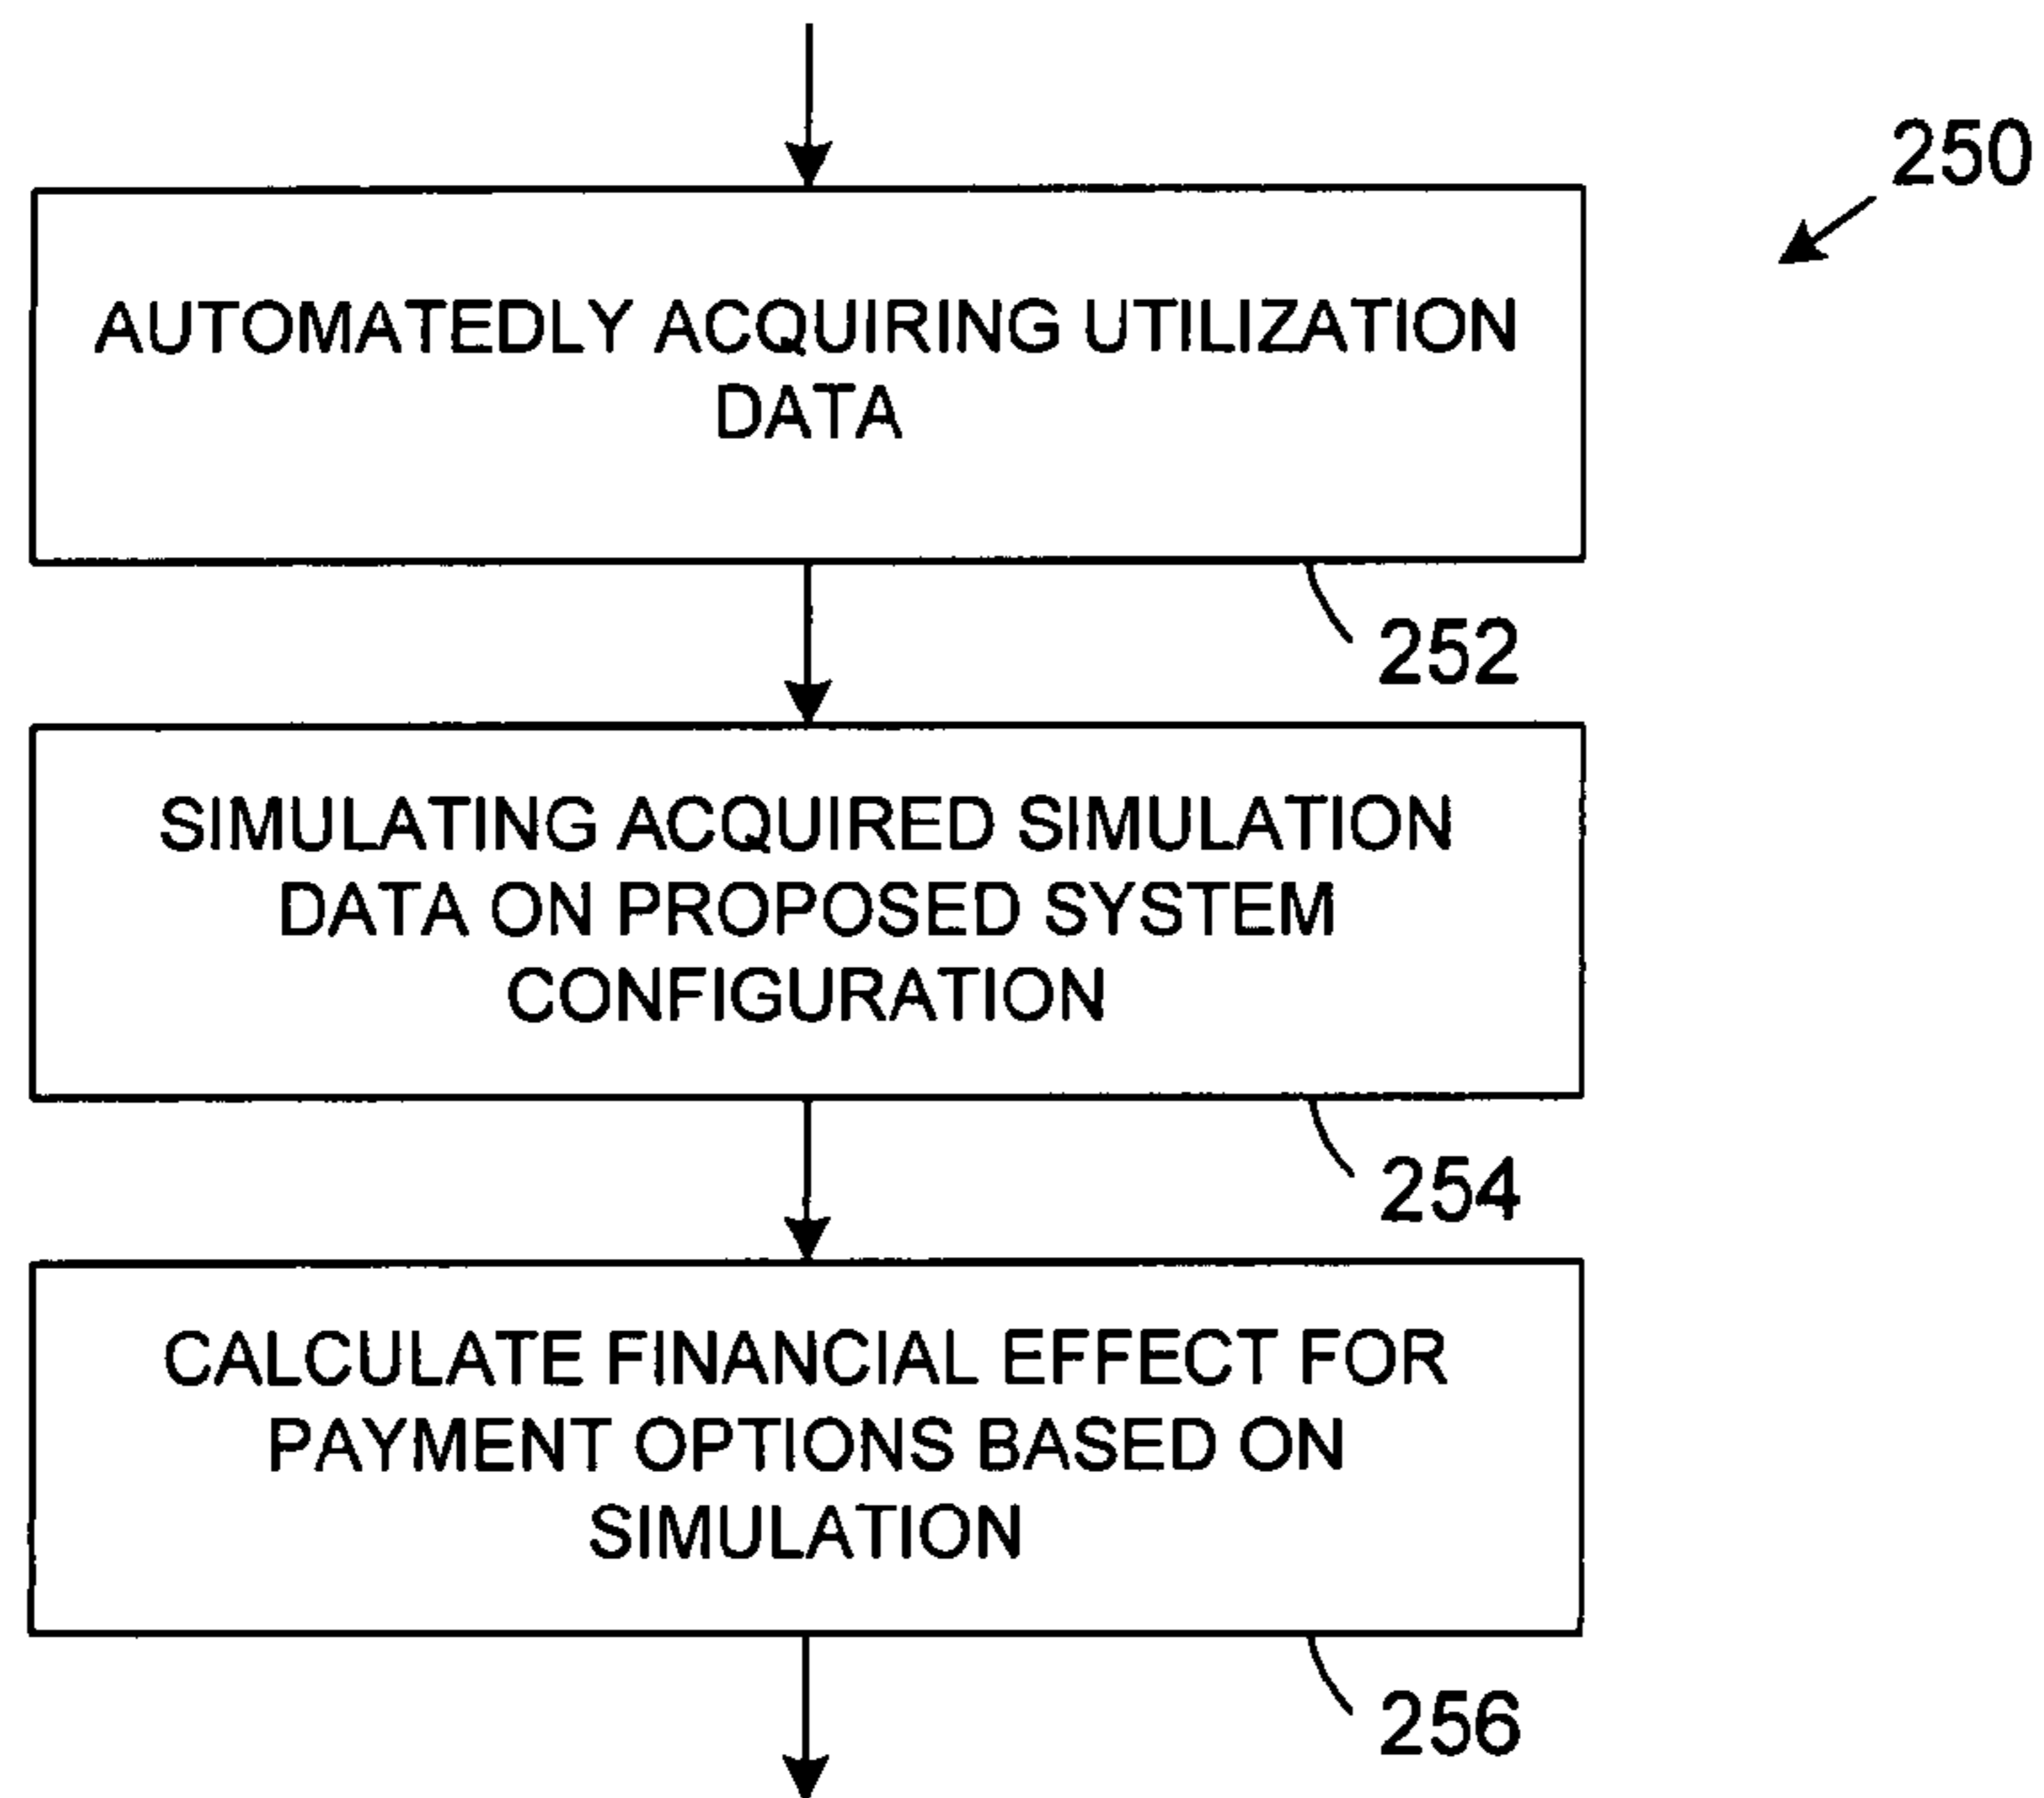 250
AUTOMATEDLY ACQUIRING UTILIZATION
DATA
252
SIMULATING ACQUIRED SIMULATION
DATA ON PROPOSED SYSTEM
CONFIGURATION
254
CALCULATE FINANCIAL EFFECT FOR
PAYMENT OPTIONS BASED ON
SIMULATION
256